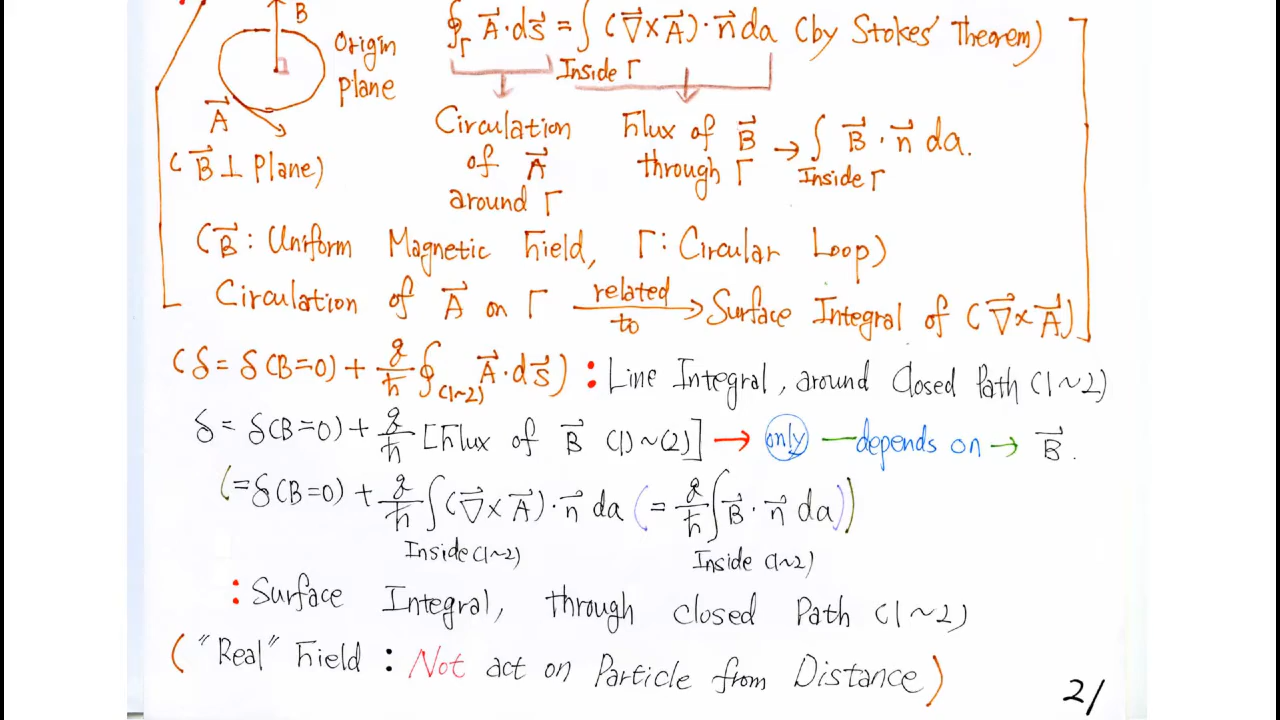 B⃗
Origin plane
A⃗
(B⃗ ⊥ Plane)
∮_Γ A⃗·ds⃗ = ∫_{Inside Γ} (∇⃗×A⃗)·n⃗ da (by Stokes' Theorem)
Circulation of A⃗ around Γ
Flux of B⃗ through Γ → ∫_{Inside Γ} B⃗·n⃗ da.
(B⃗: Uniform Magnetic Field, Γ: Circular Loop)
Circulation of A⃗ on Γ related to → Surface Integral of (∇⃗×A⃗)
(δ = δ(B=0) + q/ħ ∮_{(1~2)} A⃗·ds⃗) : Line Integral, around Closed Path (1~2)
δ = δ(B=0) + q/ħ [Flux of B⃗ (1)~(2)] → only — depends on → B⃗.
(= δ(B=0) + q/ħ ∫_{Inside(1~2)} (∇⃗×A⃗)·n⃗ da (= q/ħ ∫_{Inside (1~2)} B⃗·n⃗ da))
: Surface Integral, through closed Path (1~2)
("Real" Field : Not act on Particle from Distance)
21